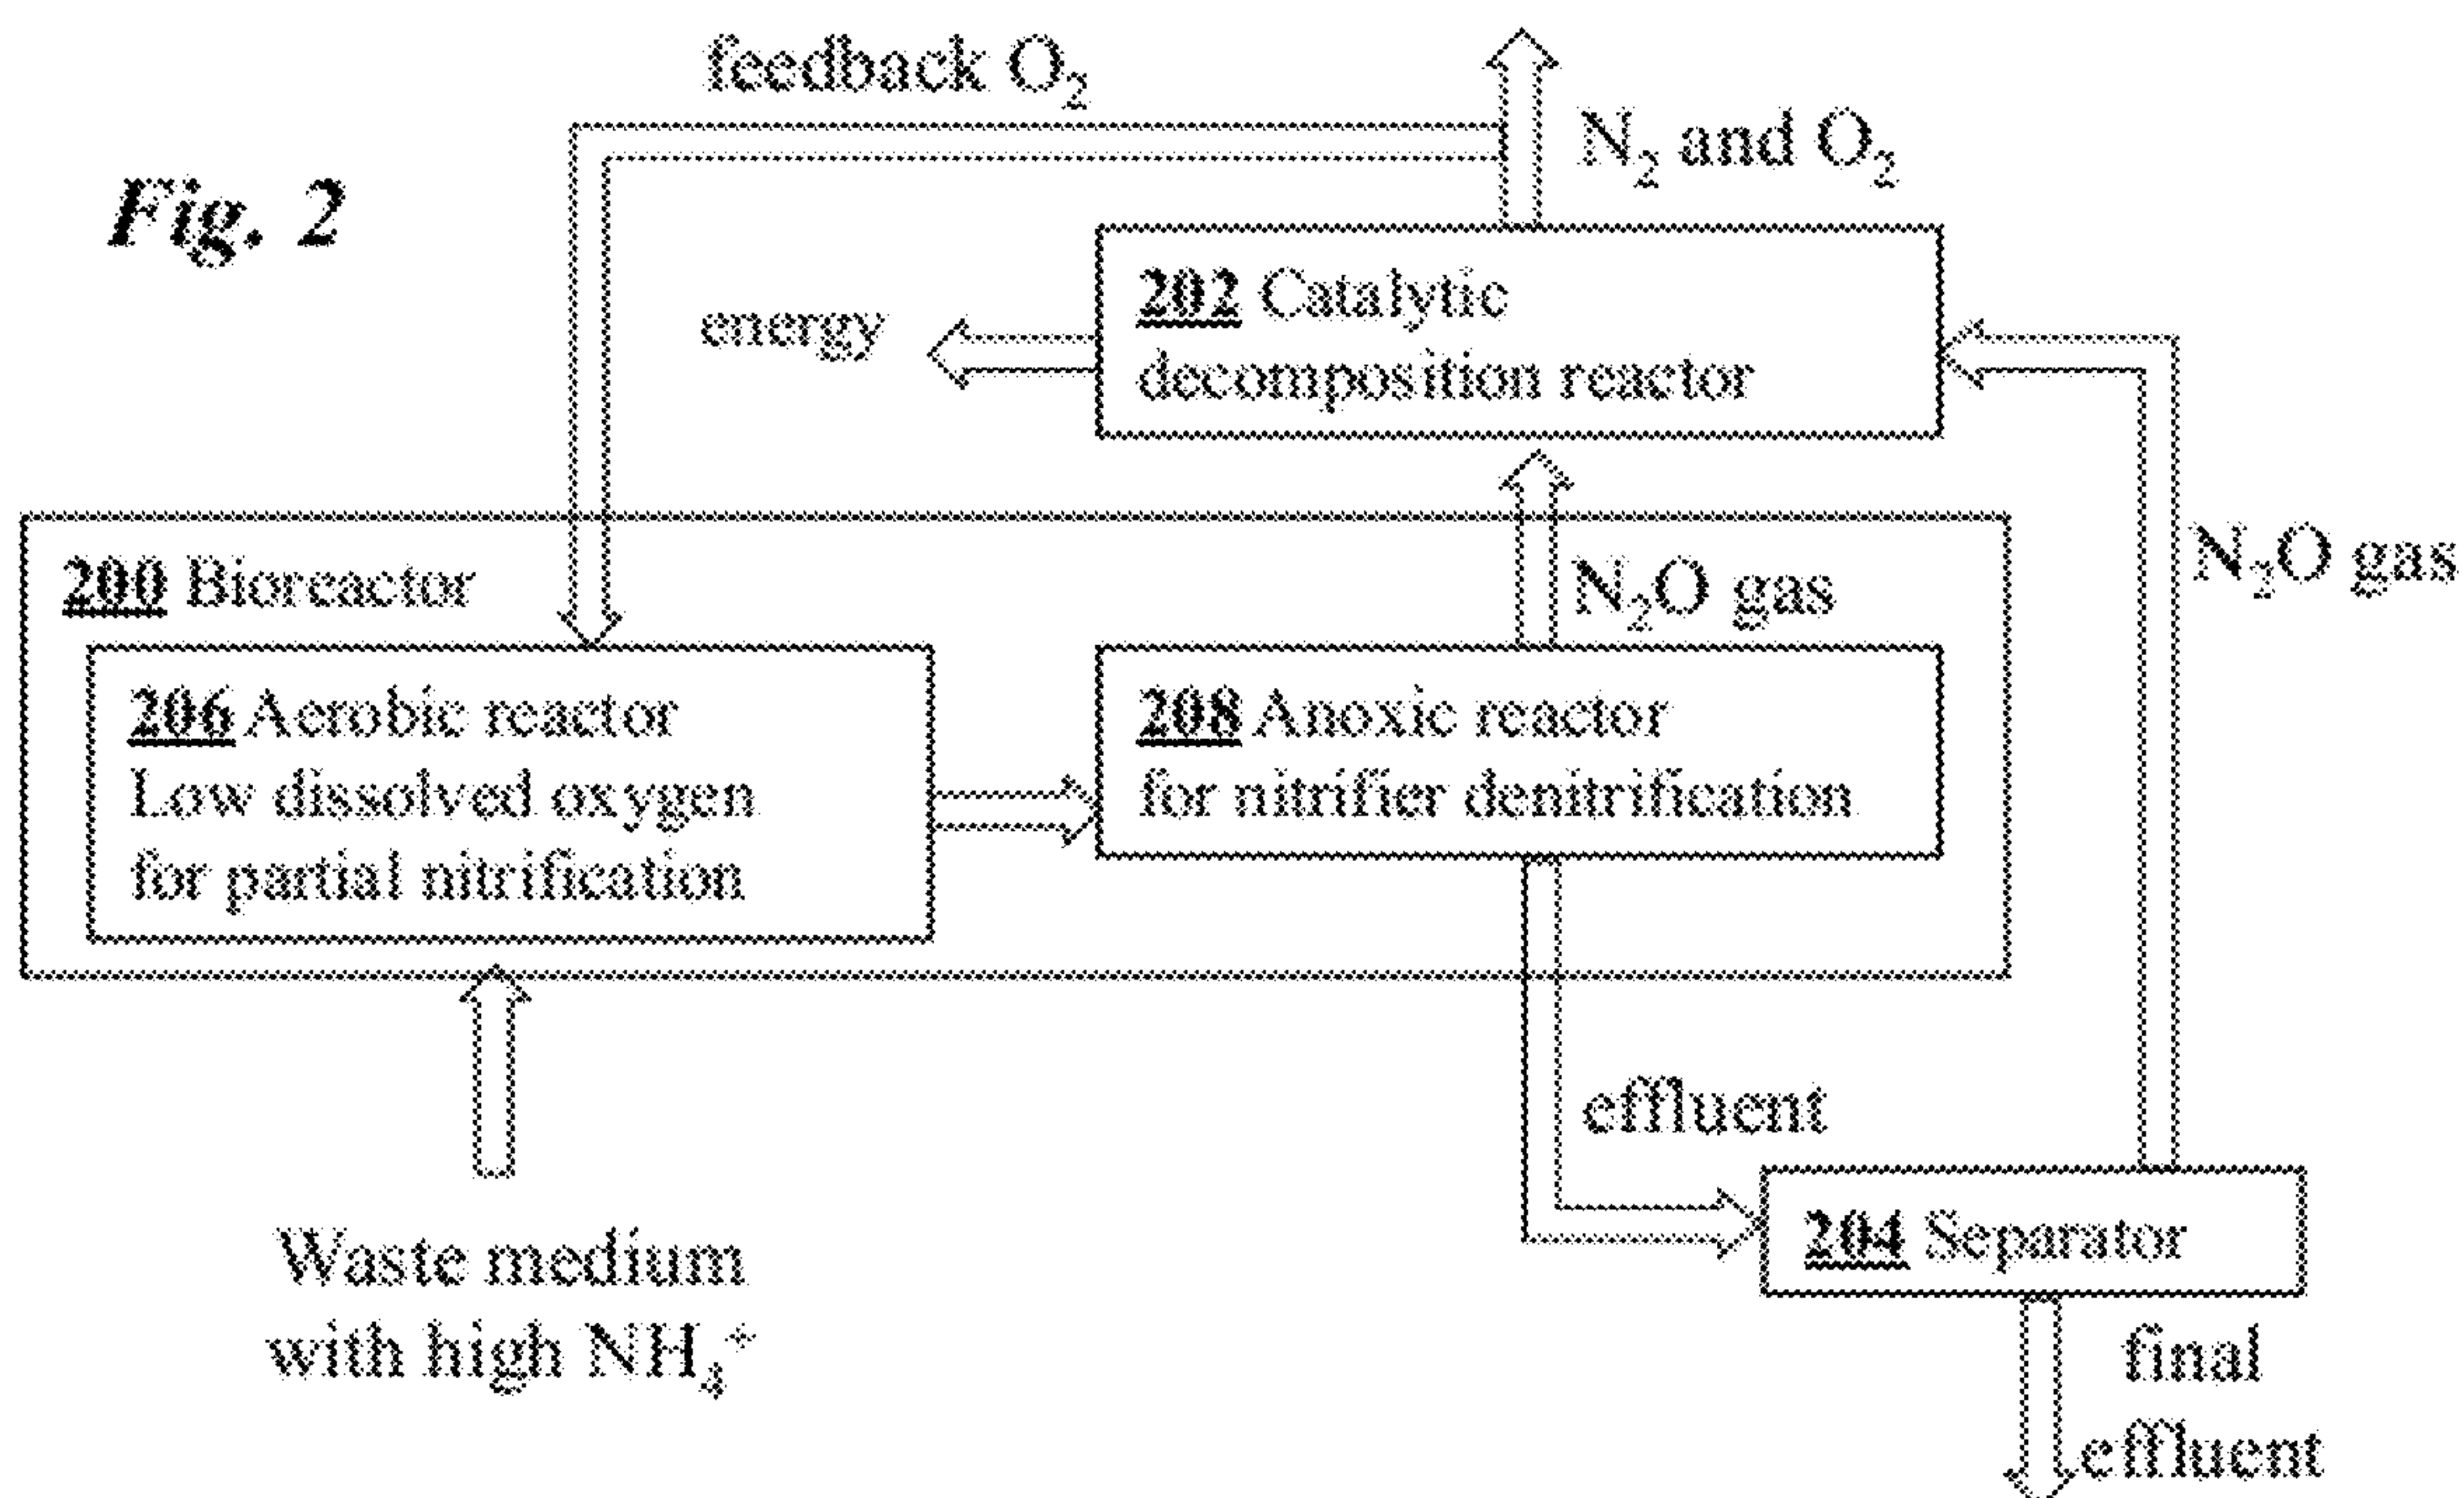 feedback O₂
N₂ and O₂
Fig. 2
202 Catalytic
decomposition reactor
energy
N₂O gas
200 Bioreactor
N₂O gas
206 Aerobic reactor
Low dissolved oxygen
for partial nitrification
208 Anoxic reactor
for nitrifier denitrification
effluent
204 Separator
Waste medium
with high NH₄⁺
final
effluent